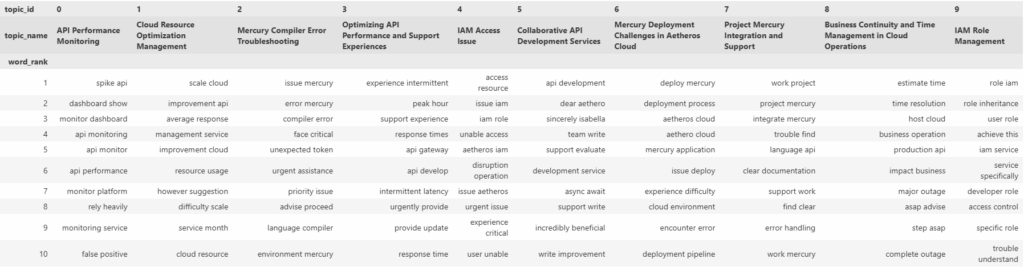 topic_id 0 1 2 3 4 5 6 7 8 9
topic_name API Performance Monitoring Cloud Resource Optimization Management Mercury Compiler Error Troubleshooting Optimizing API Performance and Support Experiences IAM Access Issue Collaborative API Development Services Mercury Deployment Challenges in Aetheros Cloud Project Mercury Integration and Support Business Continuity and Time Management in Cloud Operations IAM Role Management
word_rank
1 spike api scale cloud issue mercury experience intermittent access resource api development deploy mercury work project estimate time role iam
2 dashboard show improvement api error mercury peak hour issue iam dear aethero deployment process project mercury time resolution role inheritance
3 monitor dashboard average response compiler error support experience iam role sincerely isabella aetheros cloud integrate mercury host cloud user role
4 api monitoring management service face critical response times unable access team write aethero cloud trouble find business operation achieve this
5 api monitor improvement cloud unexpected token api gateway aetheros iam support evaluate mercury application language api production api iam service
6 api performance resource usage urgent assistance api develop disruption operation development service issue deploy clear documentation impact business service specifically
7 monitor platform however suggestion priority issue intermittent latency issue aetheros async await experience difficulty support work major outage developer role
8 rely heavily difficulty scale advise proceed urgently provide urgent issue support write cloud environment find clear asap advise access control
9 monitoring service service month language compiler provide update experience critical incredibly beneficial encounter error error handling step asap specific role
10 false positive cloud resource environment mercury response time user unable write improvement deployment pipeline work mercury complete outage trouble understand